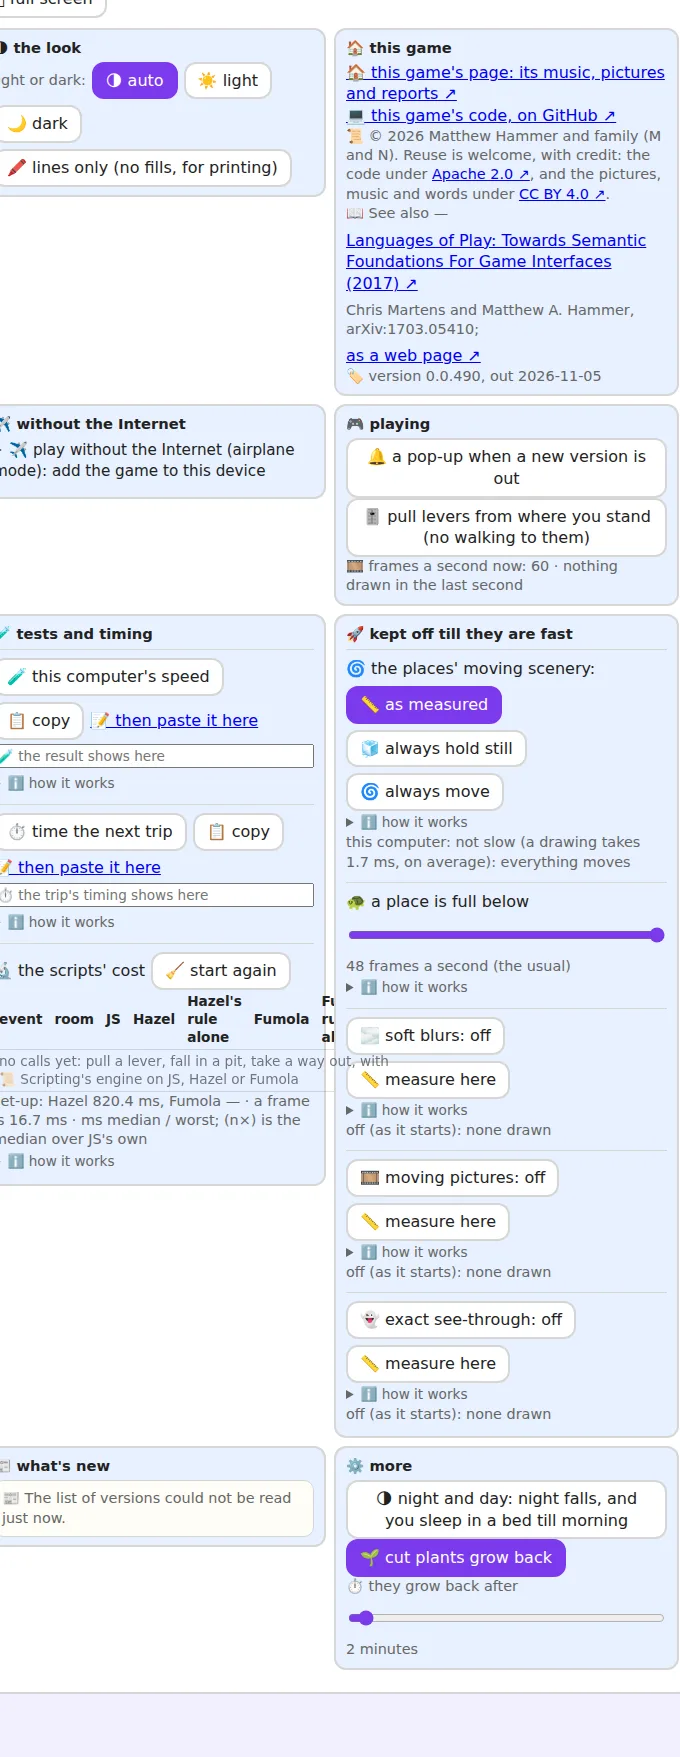 full screen
the look
ght or dark: auto light
dark
lines only (no fills, for printing)
this game
this game's page: its music, pictures
and reports ↗
this game's code, on GitHub ↗
© 2026 Matthew Hammer and family (M
and N). Reuse is welcome, with credit: the
code under Apache 2.0 ↗, and the pictures,
music and words under CC BY 4.0 ↗.
See also —
Languages of Play: Towards Semantic
Foundations For Game Interfaces
(2017) ↗
Chris Martens and Matthew A. Hammer,
arXiv:1703.05410;
as a web page ↗
version 0.0.490, out 2026-11-05
without the Internet
play without the Internet (airplane
mode): add the game to this device
playing
a pop-up when a new version is
out
pull levers from where you stand
(no walking to them)
frames a second now: 60 · nothing
drawn in the last second
tests and timing
this computer's speed
copy then paste it here
the result shows here
how it works
time the next trip copy
then paste it here
the trip's timing shows here
how it works
the scripts' cost start again
event room JS Hazel Hazel's rule alone Fumola
no calls yet: pull a lever, fall in a pit, take a way out, with
Scripting's engine on JS, Hazel or Fumola
et-up: Hazel 820.4 ms, Fumola — · a frame
s 16.7 ms · ms median / worst; (n×) is the
median over JS's own
how it works
kept off till they are fast
the places' moving scenery:
as measured
always hold still
always move
how it works
this computer: not slow (a drawing takes
1.7 ms, on average): everything moves
a place is full below
48 frames a second (the usual)
how it works
soft blurs: off
measure here
how it works
off (as it starts): none drawn
moving pictures: off
measure here
how it works
off (as it starts): none drawn
exact see-through: off
measure here
how it works
off (as it starts): none drawn
what's new
The list of versions could not be read
just now.
more
night and day: night falls, and
you sleep in a bed till morning
cut plants grow back
they grow back after
2 minutes